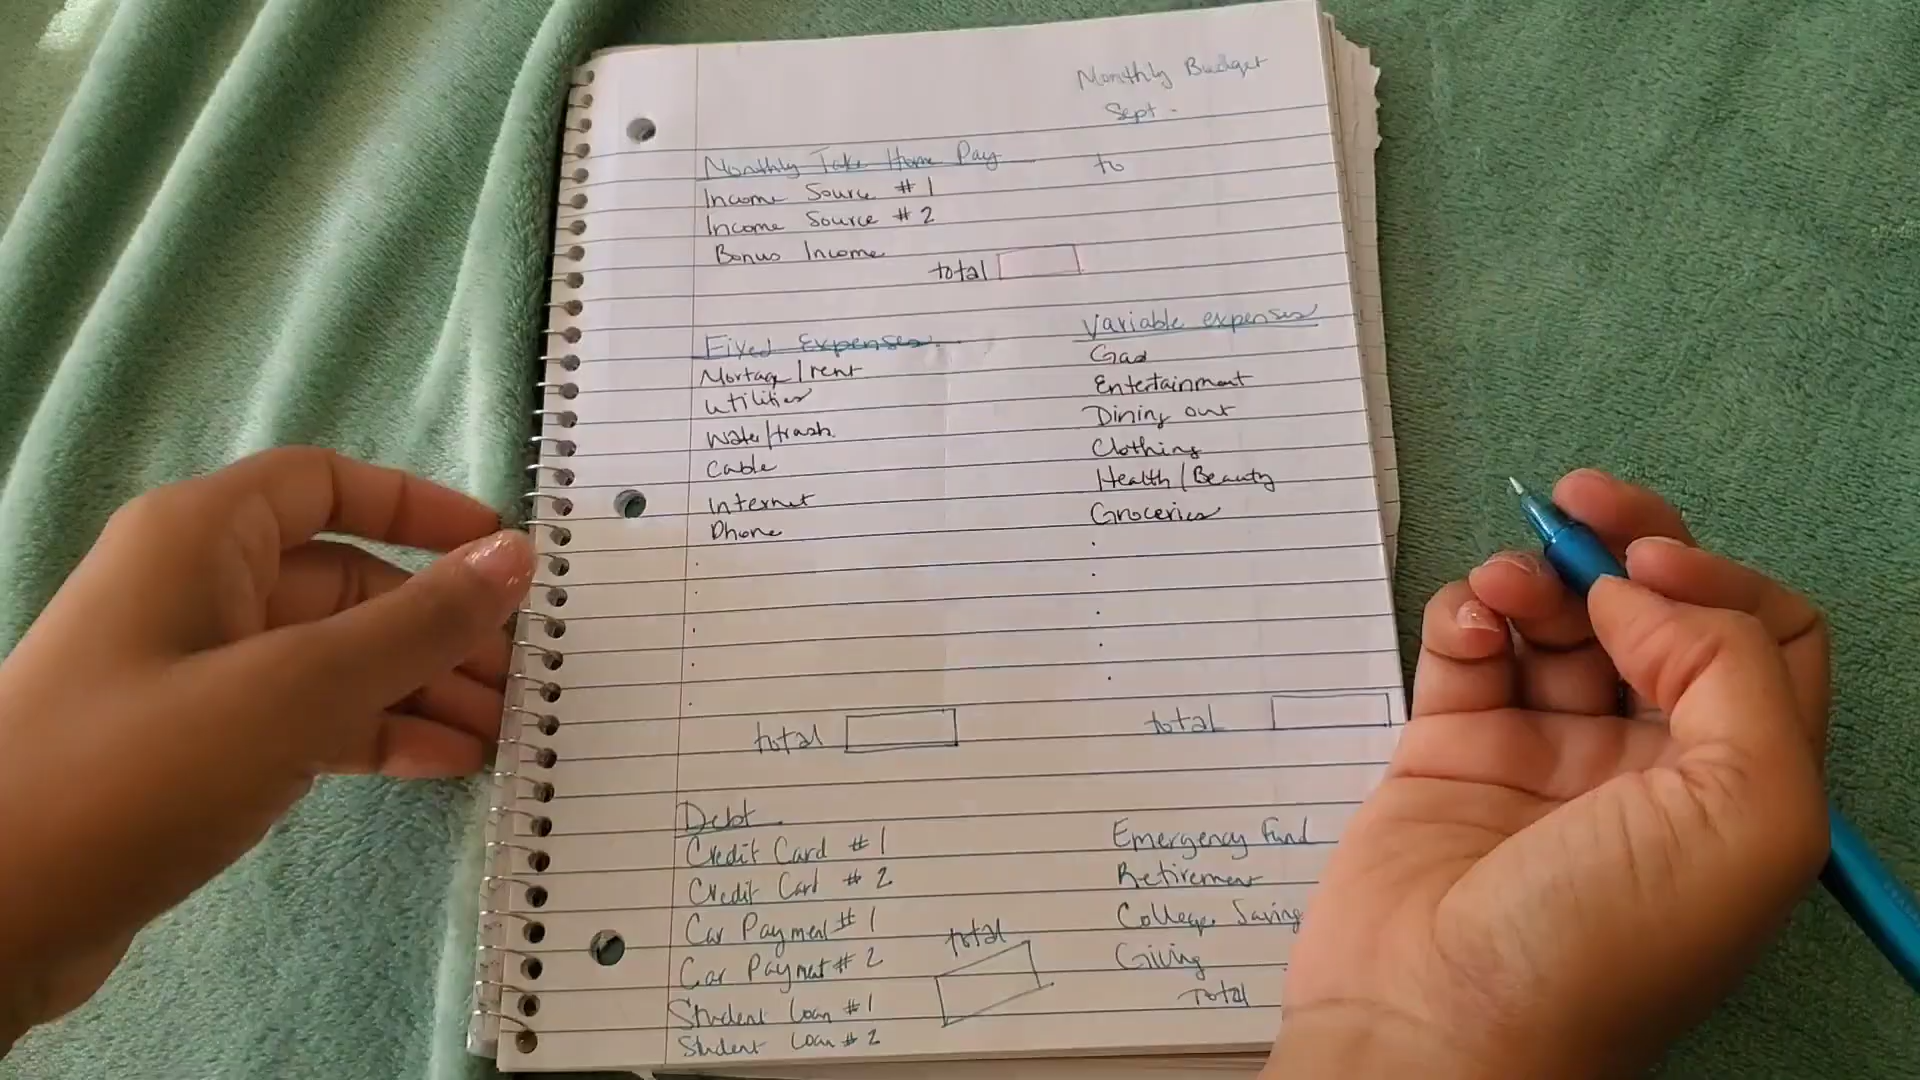 Monthly Budget
Sept -
to
Monthly Take Home Pay
Income Source #1
Income Source #2
Bonus Income
total
Fixed Expenses
Mortage/rent
Utilities
Water/trash
Cable
Internet
Phone
total
Variable expenses
Gas
Entertainment
Dining out
Clothing
Health/Beauty
Groceries
total
Debt
Credit Card #1
Credit Card #2
Car Payment #1
Car Payment #2
Student Loan #1
Student Loan #2
total
Emergency Fund
Retirement
College Saving
Giving
Total